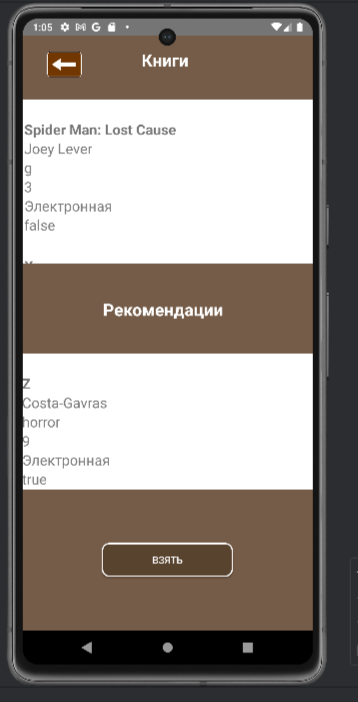 1:05
Книги
Spider Man: Lost Cause
Joey Lever
g
3
Электронная
false
Рекомендации
Z
Costa-Gavras
horror
9
Электронная
true
взять